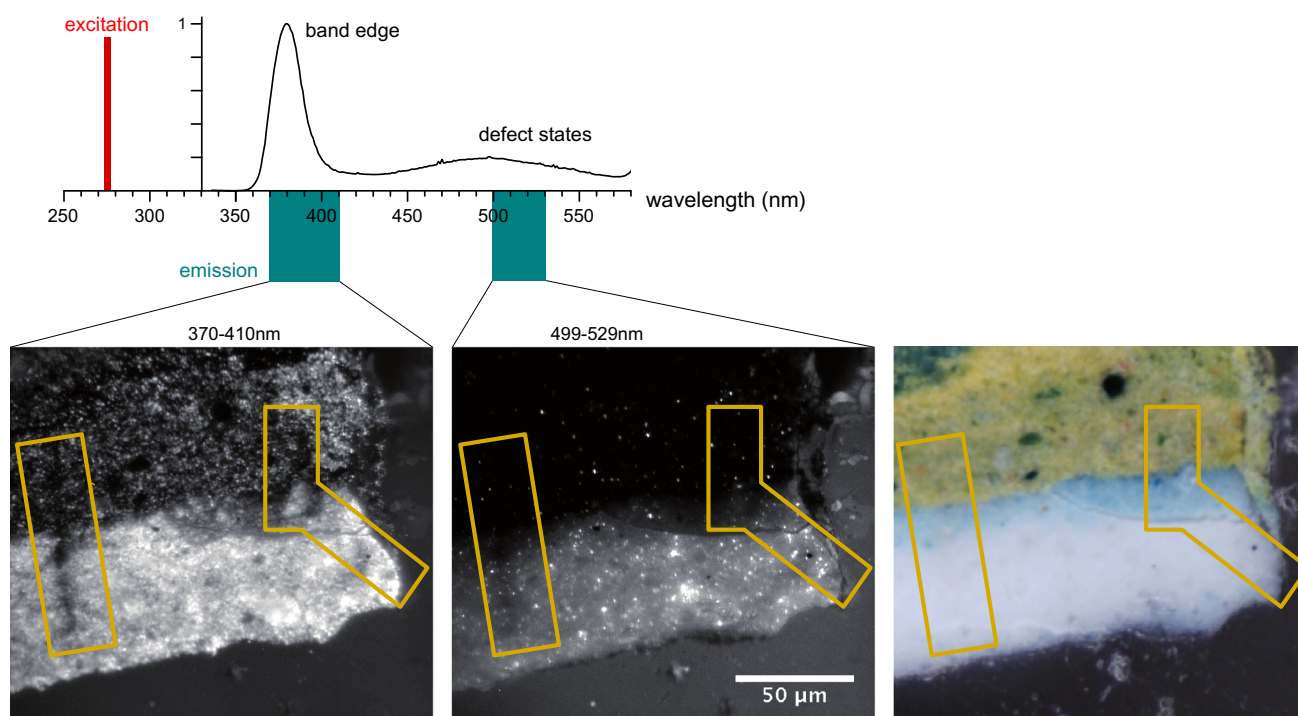 excitation
1
band edge
defect states
wavelength (nm)
250 300 350 400 450 500 550
emission
370-410nm 499-529nm
50 µm